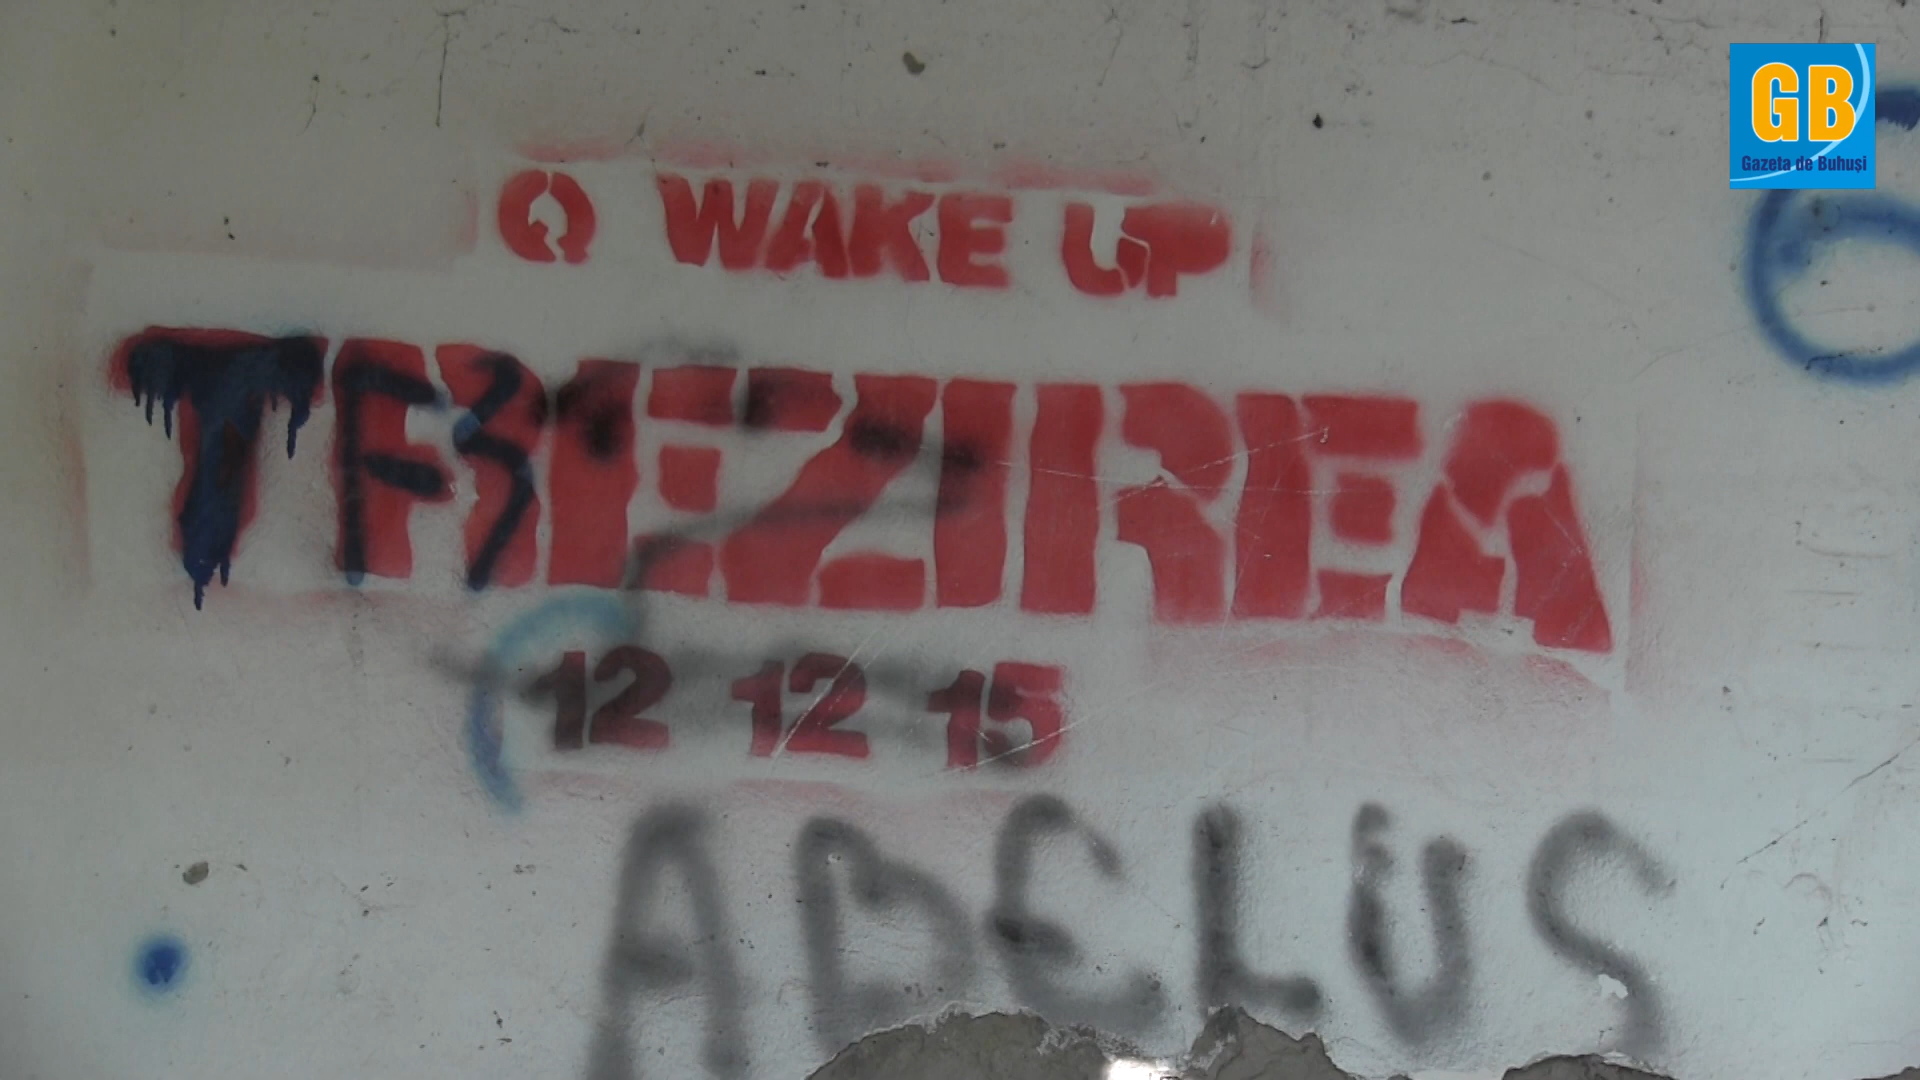 GB
Gazeta de Buhuși
WAKE UP
TREZIREA
12 12 15
ADELUS